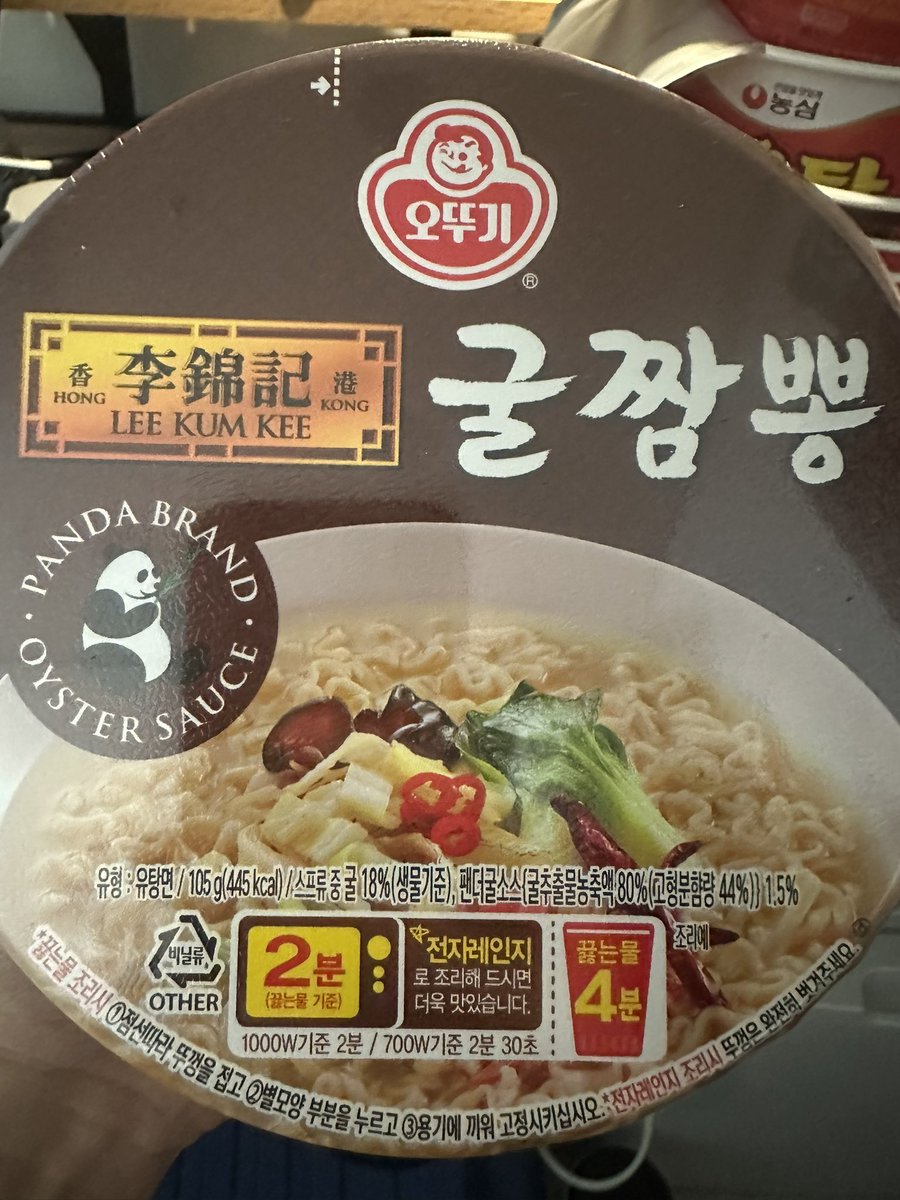 농심
오뚜기
®
香 李錦記 港
HONG KONG
LEE KUM KEE
굴짬뽕
PANDA BRAND
OYSTER SAUCE
유형 : 유탕면 / 105 g(445 kcal) / 스프류 중 굴 18%(생물기준), 팬더굴소스{굴추출물농축액 80%(고형분함량 44%)} 1.5%
비닐류
OTHER
2분
(끓는물 기준)
전자레인지
로 조리해 드시면
더욱 맛있습니다.
1000W기준 2분 / 700W기준 2분 30초
끓는물
4분
조리예
*끓는물 조리시 ①점선따라, 뚜껑을 접고 ②별모양 부분을 누르고 ③용기에 끼워 고정시키십시오.
*전자레인지 조리시 뚜껑은 완전히 벗겨주세요.